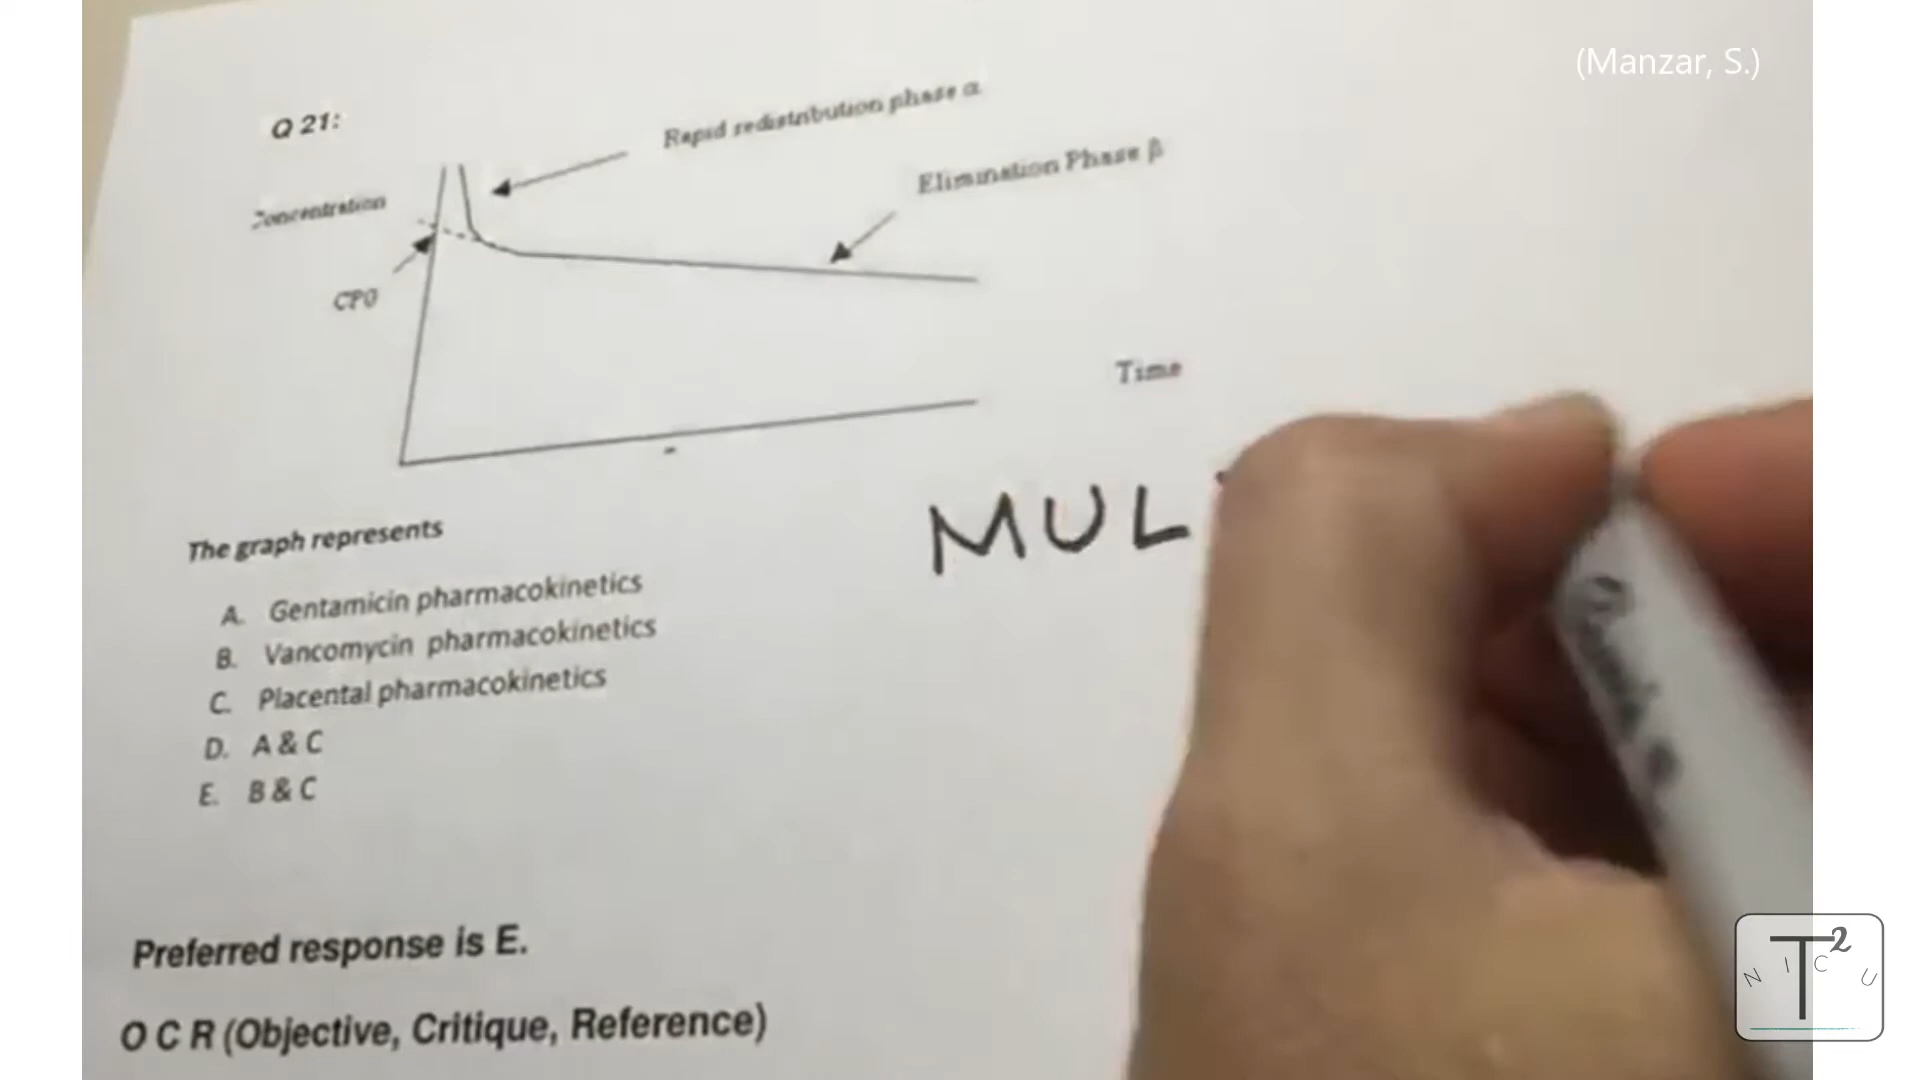 (Manzar, S.)
Q 21:
Rapid redistribution phase α
Elimination Phase β
Concentration
CP0
Time
MUL
The graph represents
A. Gentamicin pharmacokinetics
B. Vancomycin pharmacokinetics
C. Placental pharmacokinetics
D. A & C
E. B & C
Preferred response is E.
O C R (Objective, Critique, Reference)
T2
N I C U